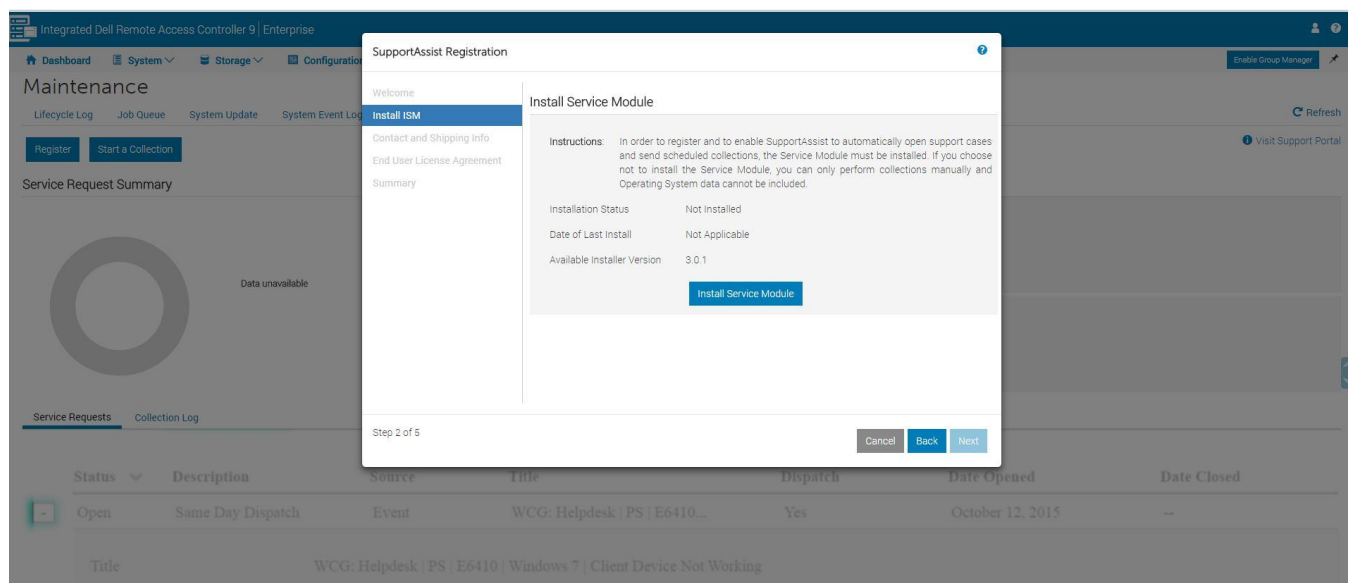 Integrated Dell Remote Access Controller 9 | Enterprise
Dashboard System Storage Configuration
Enable Group Manager
Maintenance
Lifecycle Log Job Queue System Update System Event Log
Refresh
Register Start a Collection
Visit Support Portal
Service Request Summary
Data unavailable
Service Requests Collection Log
SupportAssist Registration
Welcome
Install ISM
Contact and Shipping Info
End User License Agreement
Summary
Install Service Module
Instructions: In order to register and to enable SupportAssist to automatically open support cases
and send scheduled collections, the Service Module must be installed. If you choose
not to install the Service Module, you can only perform collections manually and
Operating System data cannot be included.
Installation Status Not Installed
Date of Last Install Not Applicable
Available Installer Version 3.0.1
Install Service Module
Step 2 of 5
Cancel Back Next
Status Description Source Title Dispatch Date Opened Date Closed
- Open Same Day Dispatch Event WCG: Helpdesk | PS | E6410... Yes October 12, 2015 --
Title WCG: Helpdesk | PS | E6410 | Windows 7 | Client Device Not Working